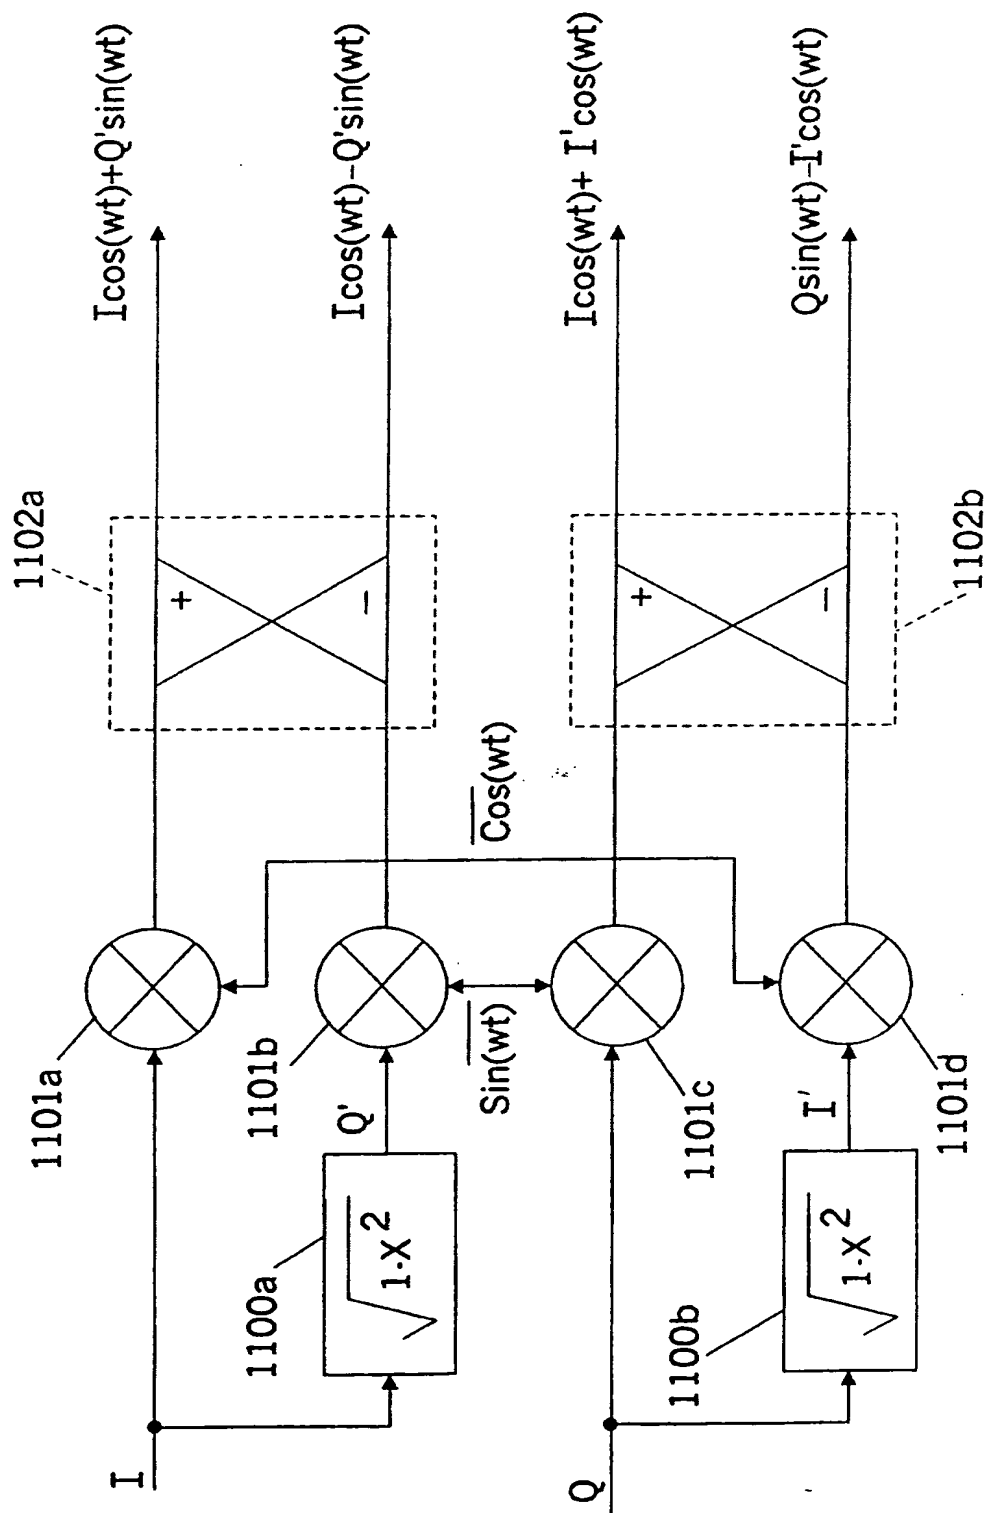 I
1100a
√1-X²
Q'
1101a
1101b
Sin(wt)
Cos(wt)
1102a
+
−
Icos(wt)+Q'sin(wt)
Icos(wt)−Q'sin(wt)
Q
1100b
√1-X²
I'
1101c
1101d
1102b
+
−
Icos(wt)+ I'cos(wt)
Qsin(wt)−I'cos(wt)